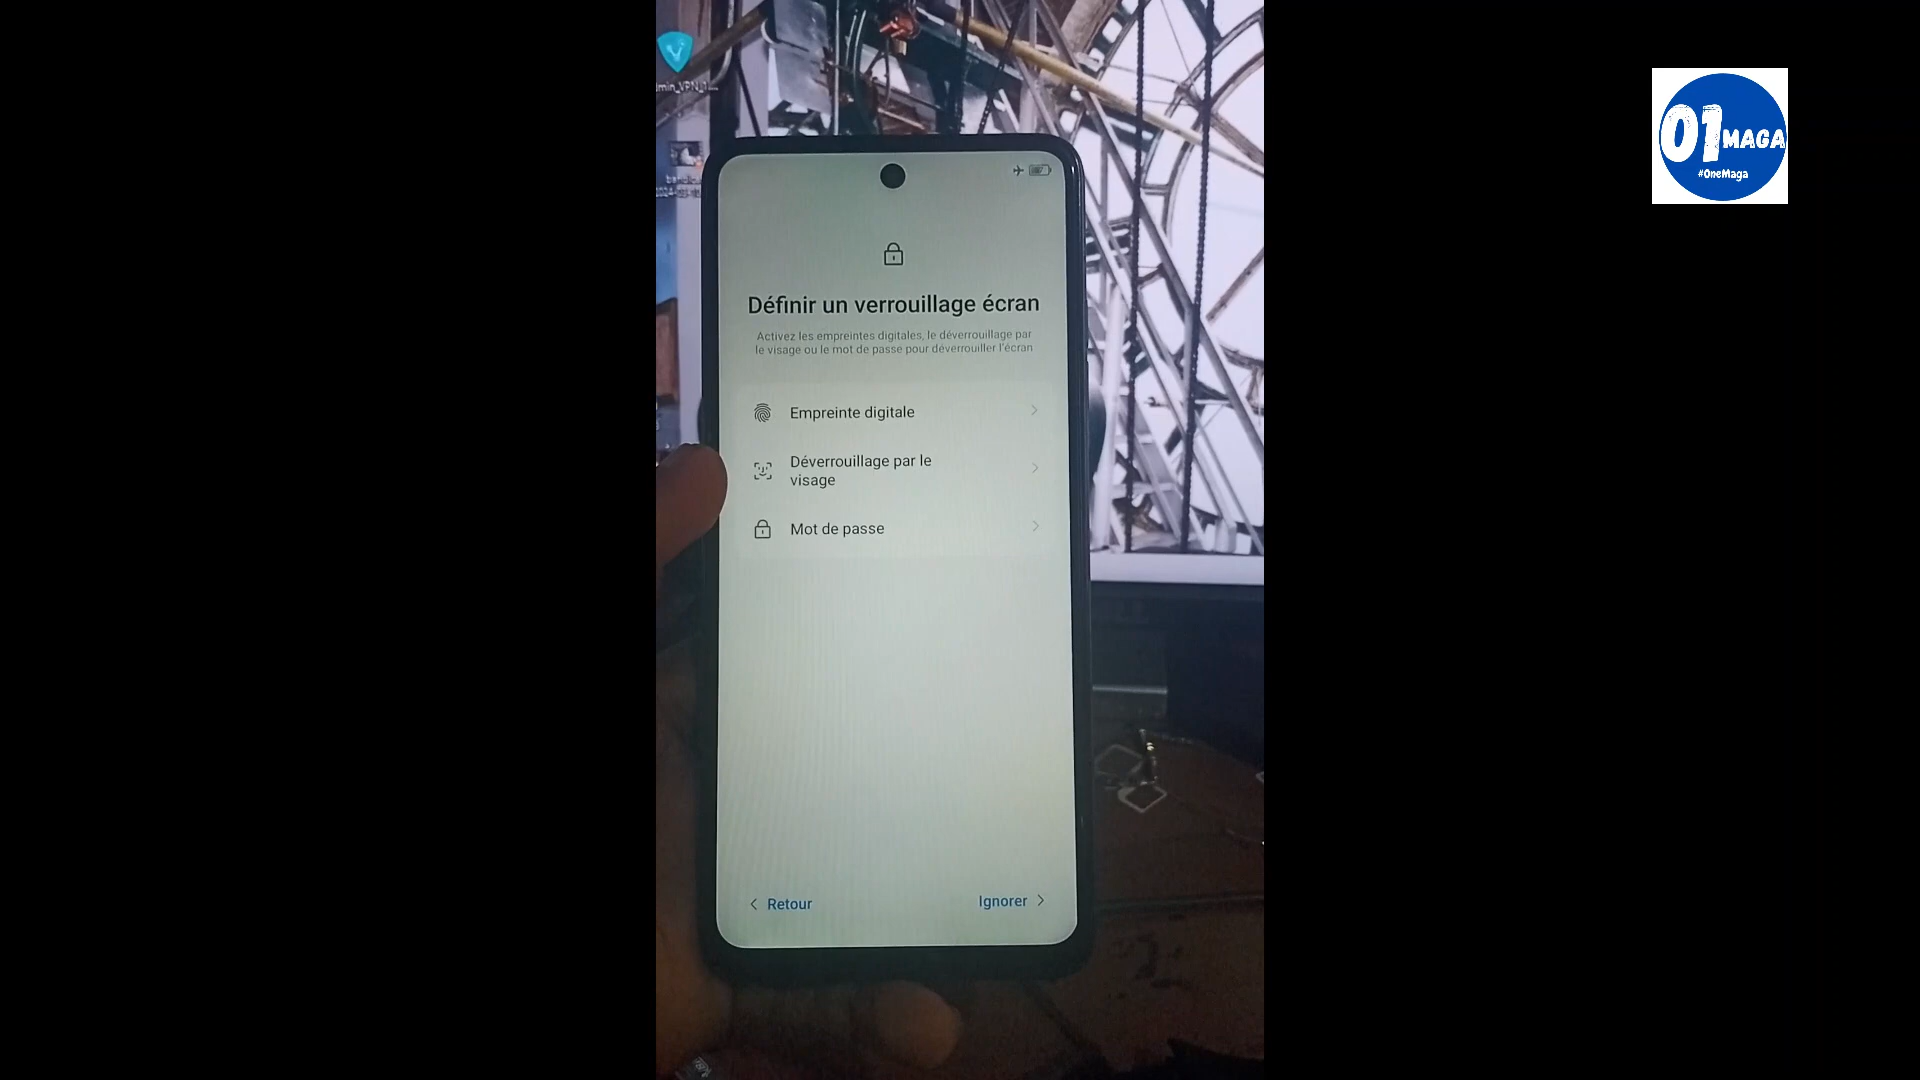 01 MAGA
#OneMaga
Définir un verrouillage écran
Activez les empreintes digitales, le déverrouillage par
le visage ou le mot de passe pour déverrouiller l'écran
Empreinte digitale
Déverrouillage par le
visage
Mot de passe
Retour
Ignorer